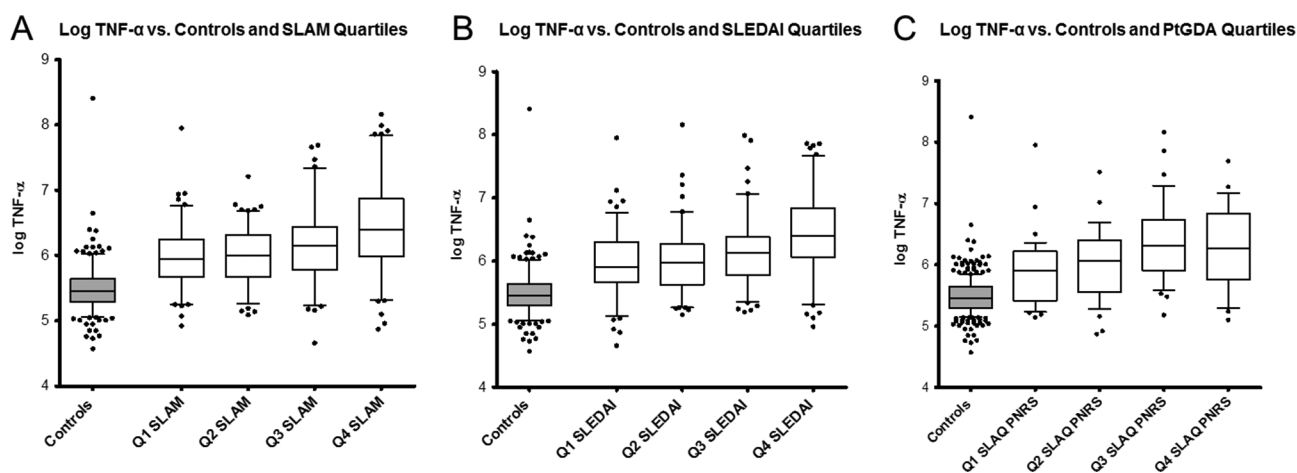 A
Log TNF-α vs. Controls and SLAM Quartiles
9
8
7
6
5
4
log TNF-α
Controls
Q1 SLAM
Q2 SLAM
Q3 SLAM
Q4 SLAM
B
Log TNF-α vs. Controls and SLEDAI Quartiles
9
8
7
6
5
4
log TNF-α
Controls
Q1 SLEDAI
Q2 SLEDAI
Q3 SLEDAI
Q4 SLEDAI
C
Log TNF-α vs. Controls and PtGDA Quartiles
9
8
7
6
5
4
log TNF-α
Controls
Q1 SLAQ PNRS
Q2 SLAQ PNRS
Q3 SLAQ PNRS
Q4 SLAQ PNRS